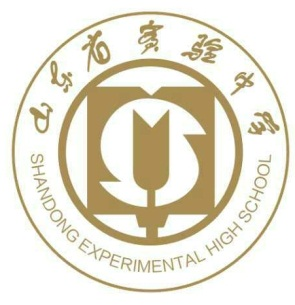 山东省实验中学
SHANDONG EXPERIMENTAL HIGH SCHOOL